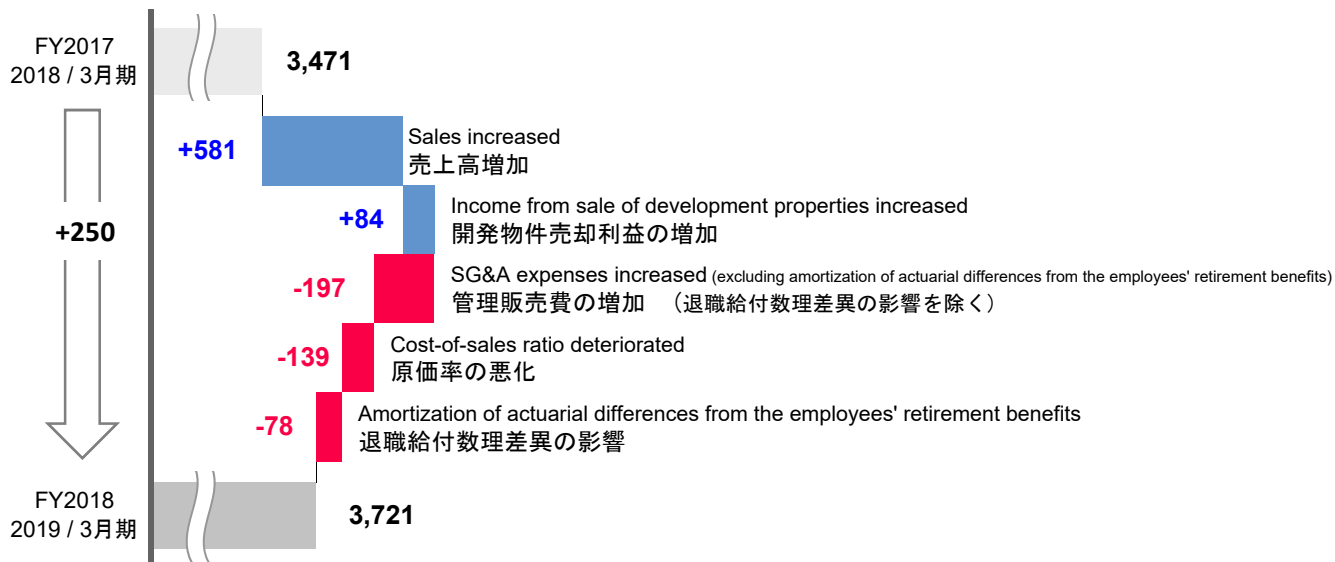 FY2017
2018 / 3月期
3,471
+581
Sales increased
売上高増加
+84
Income from sale of development properties increased
開発物件売却利益の増加
+250
-197
SG&A expenses increased (excluding amortization of actuarial differences from the employees' retirement benefits)
管理販売費の増加 （退職給付数理差異の影響を除く）
-139
Cost-of-sales ratio deteriorated
原価率の悪化
-78
Amortization of actuarial differences from the employees' retirement benefits
退職給付数理差異の影響
FY2018
2019 / 3月期
3,721